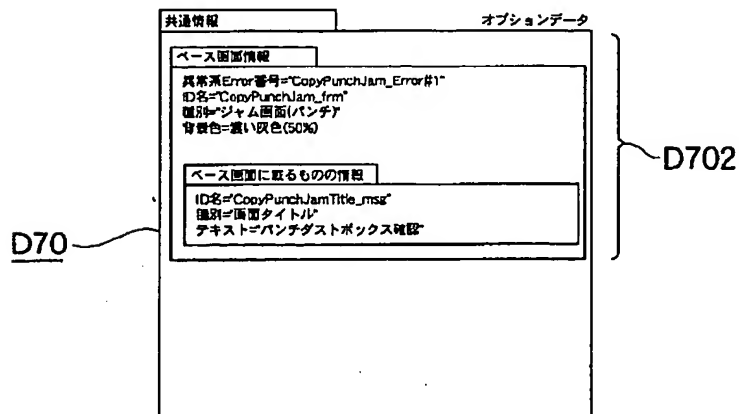 共通情報
オプションデータ
ベース画面情報
異常系Error番号="CopyPunchJam_Error#1"
ID名="CopyPunchJam_frm"
種別="ジャム画面(パンチ)"
背景色=濃い灰色(50%)
D702
ベース画面に載るものの情報
ID名="CopyPunchJamTitle_msg"
種別="画面タイトル"
テキスト="パンチダストボックス確認"
D70